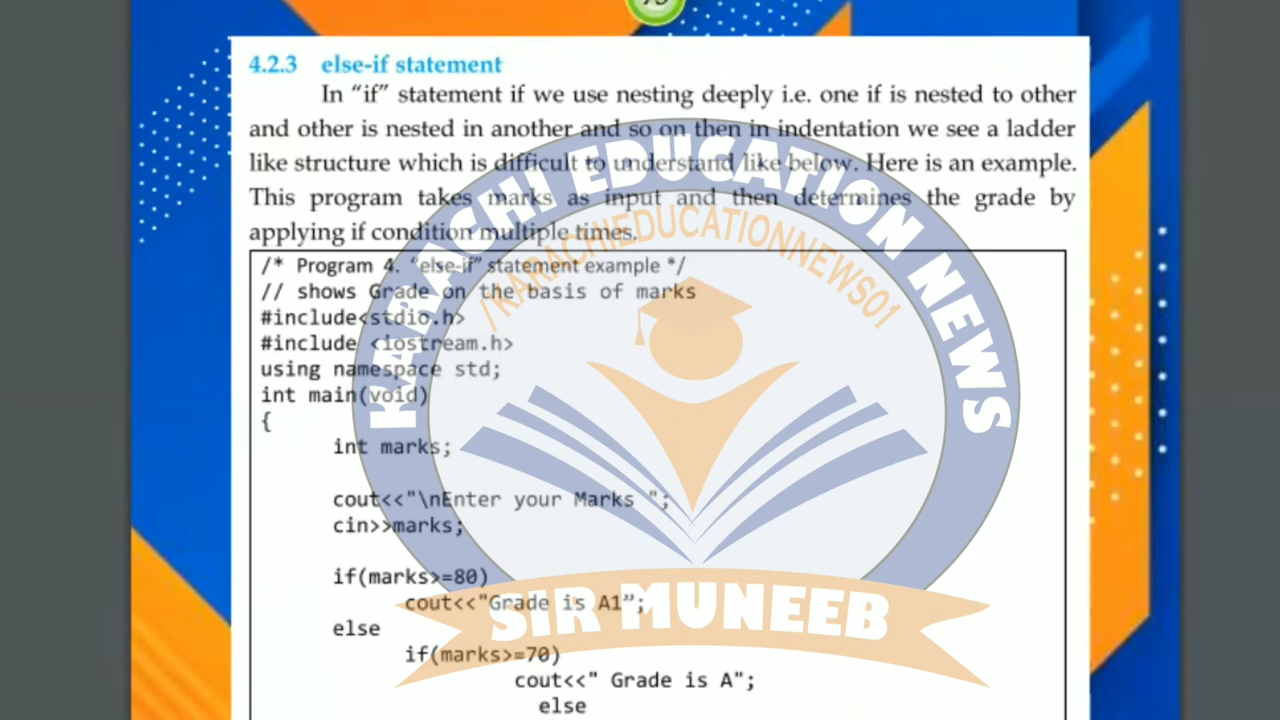 4.2.3 else-if statement
In “if” statement if we use nesting deeply i.e. one if is nested to other
and other is nested in another and so on then in indentation we see a ladder
like structure which is difficult to understand like below. Here is an example.
This program takes marks as input and then determines the grade by
applying if condition multiple times.
/* Program 4. “else-if” statement example */
// shows Grade on the basis of marks
#include<stdio.h>
#include <iostream.h>
using namespace std;
int main(void)
{
int marks;
cout<<"\nEnter your Marks ";
cin>>marks;
if(marks>=80)
cout<<"Grade is A1”;
else
if(marks>=70)
cout<<" Grade is A";
else
KARACHI EDUCATION NEWS
/KARACHIEDUCATIONNEWS01
SIR MUNEEB